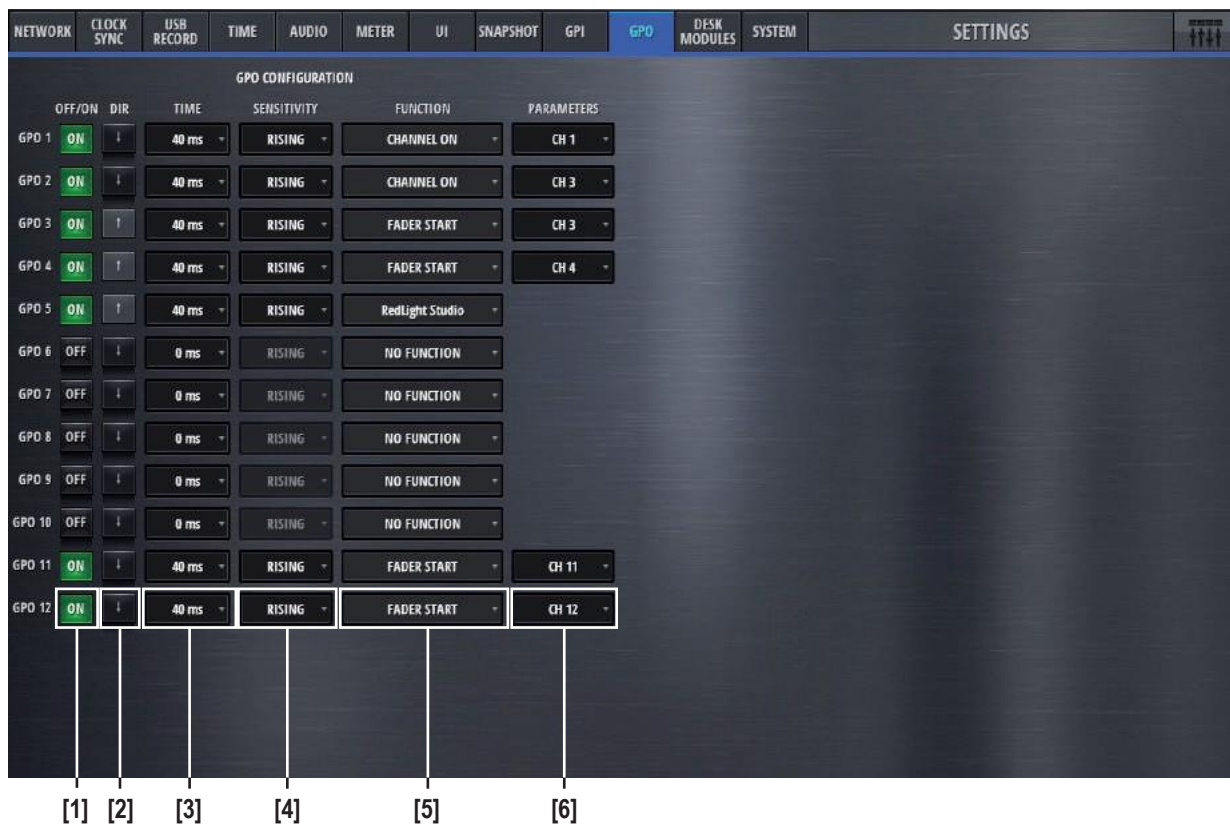 NETWORK CLOCK SYNC USB RECORD TIME AUDIO METER UI SNAPSHOT GPI GPO DESK MODULES SYSTEM SETTINGS
GPO CONFIGURATION
OFF/ON DIR TIME SENSITIVITY FUNCTION PARAMETERS
GPO 1 ON ↓ 40 ms RISING CHANNEL ON CH 1
GPO 2 ON ↓ 40 ms RISING CHANNEL ON CH 3
GPO 3 ON ↑ 40 ms RISING FADER START CH 3
GPO 4 ON ↑ 40 ms RISING FADER START CH 4
GPO 5 ON ↑ 40 ms RISING RedLight Studio
GPO 6 OFF ↓ 0 ms RISING NO FUNCTION
GPO 7 OFF ↓ 0 ms RISING NO FUNCTION
GPO 8 OFF ↓ 0 ms RISING NO FUNCTION
GPO 9 OFF ↓ 0 ms RISING NO FUNCTION
GPO 10 OFF ↓ 0 ms RISING NO FUNCTION
GPO 11 ON ↓ 40 ms RISING FADER START CH 11
GPO 12 ON ↓ 40 ms RISING FADER START CH 12
[1] [2] [3] [4] [5] [6]